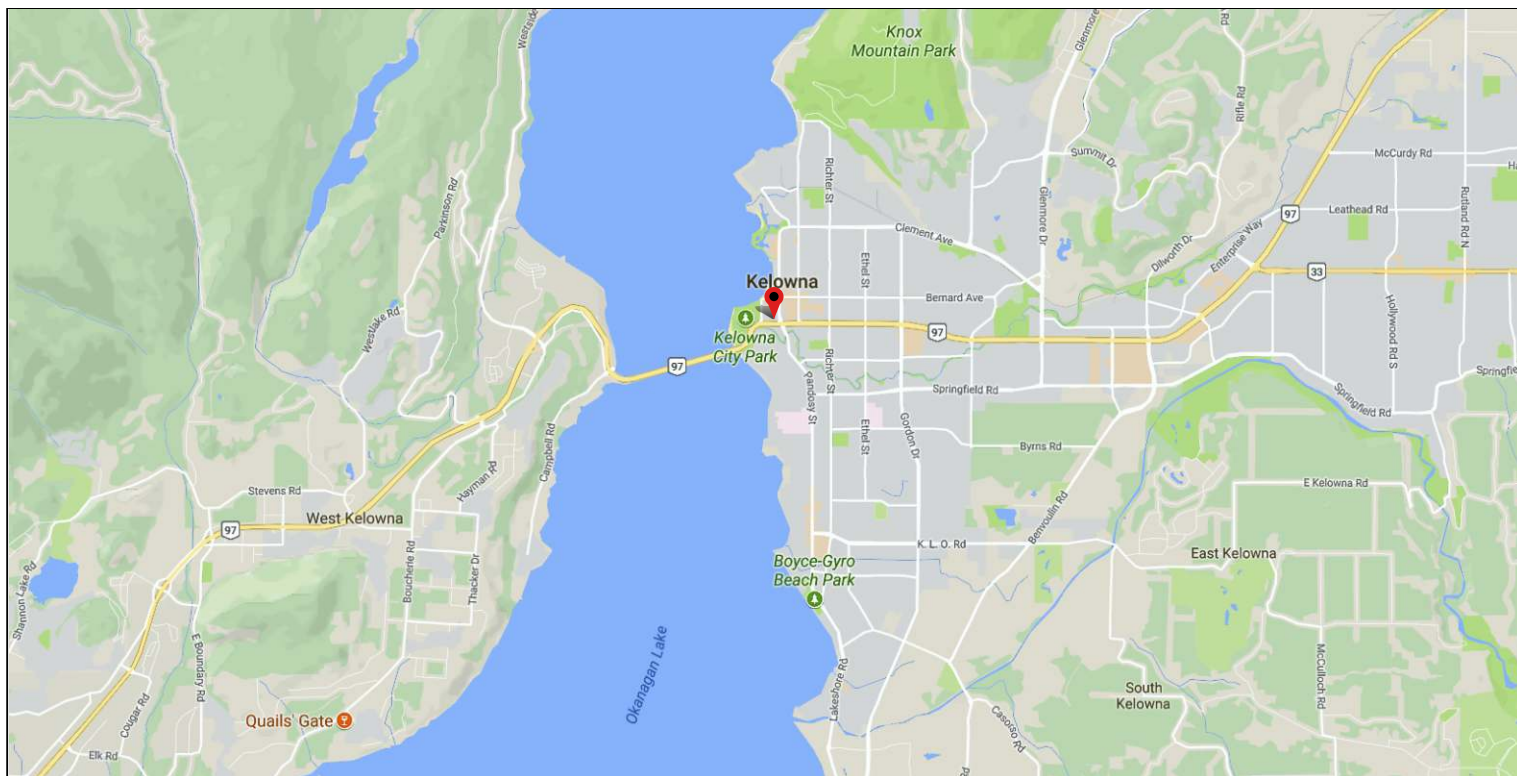 Knox
Mountain Park
Rd
Glenmore
Westside
Rifle Rd
McCurdy Rd
Summit Dr
Ha
Richter St
Parkinson Rd
Glenmore Dr
Rutland Rd N
Leathead Rd
97
Clement Ave
Enterprise Way
Dilworth Dr
Ethel St
33
Kelowna
Bernard Ave
Westlake Rd
Hollywood Rd S
Kelowna
City Park
97
97
Richter St
Springfield Rd
Springfield
Pandosy St
Springfield Rd
Gordon Dr
Ethel St
Byrns Rd
Campbell Rd
Hayman Rd
Stevens Rd
E Kelowna Rd
West Kelowna
97
Benvoulin Rd
K. L. O. Rd
East Kelowna
Boyce-Gyro
Beach Park
Boucherie Rd
Thacker Dr
Shannon Lake Rd
E Boundary Rd
Okanagan Lake
Lakeshore Rd
McCulloch Rd
South
Kelowna
Cougar Rd
Quails' Gate
Casorso Rd
Elk Rd